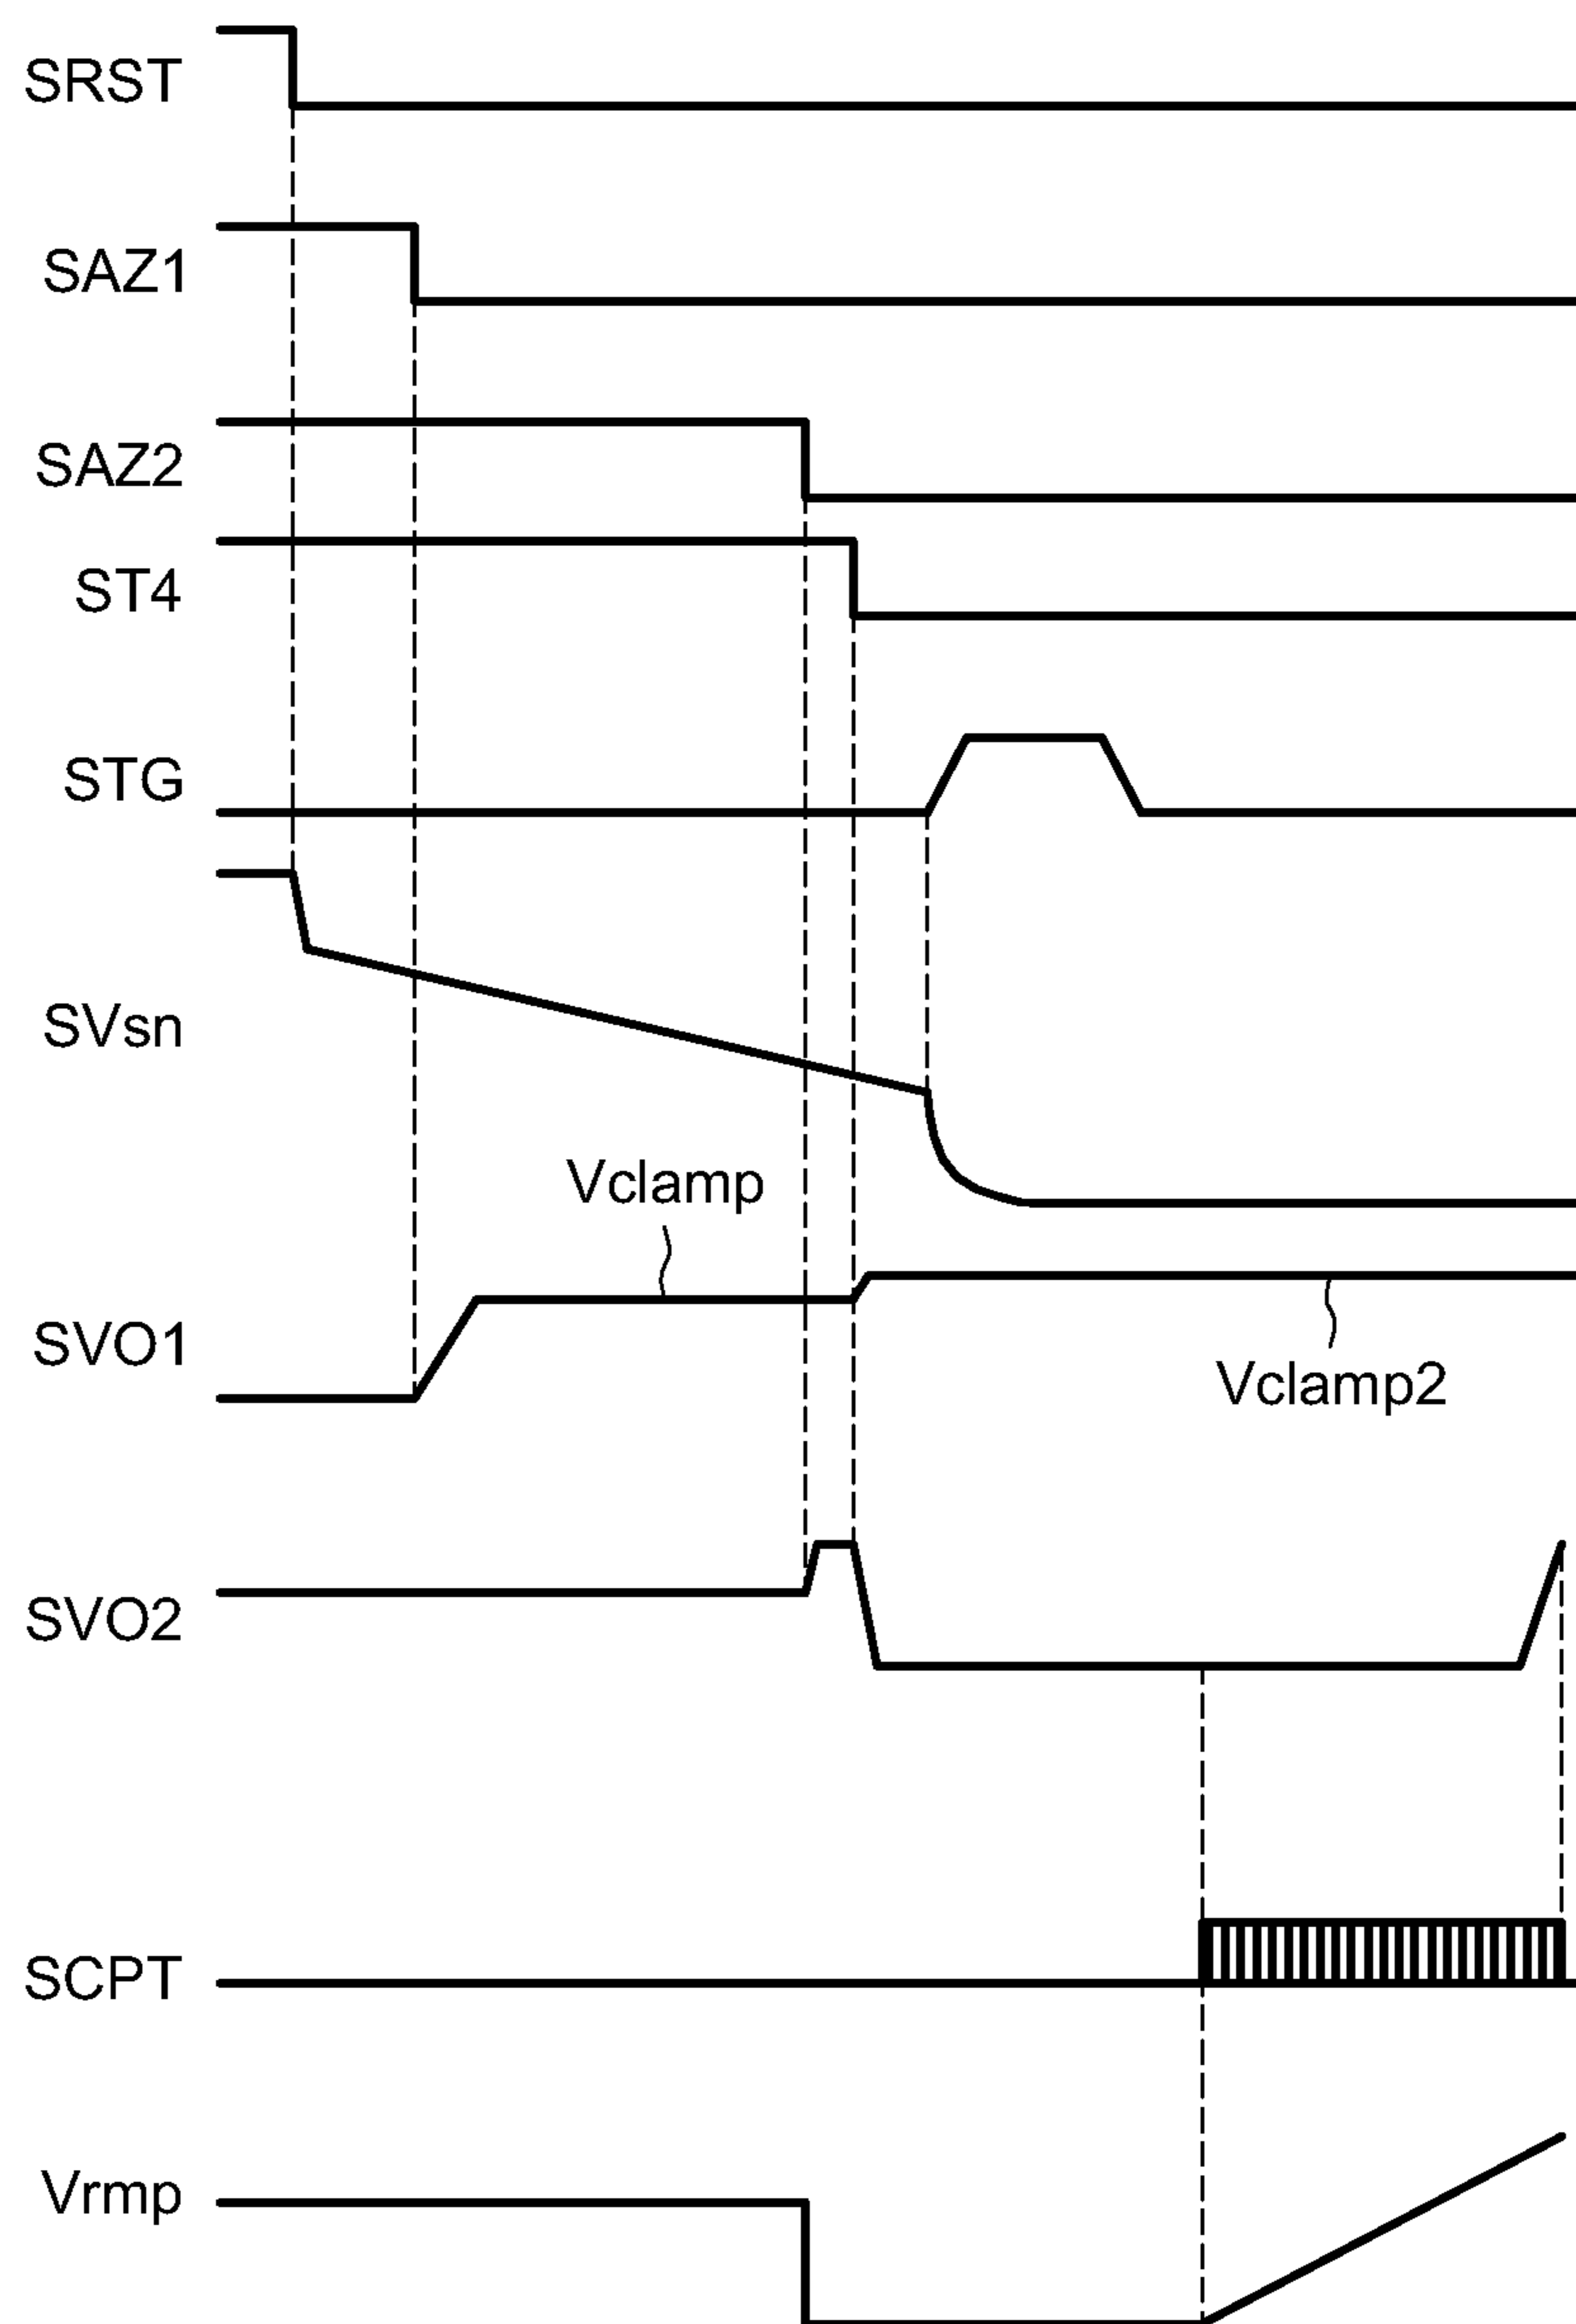 SRST
SAZ1
SAZ2
ST4
STG
SVsn
Vclamp
SVO1
Vclamp2
SVO2
SCPT
Vrmp